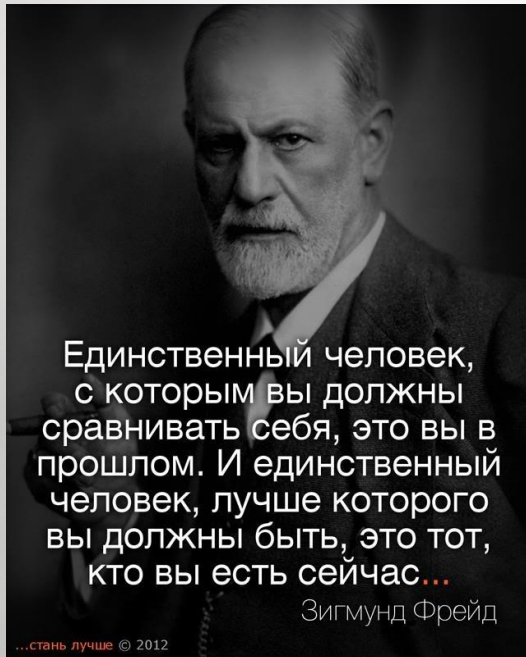 Единственный человек,
с которым вы должны
сравнивать себя, это вы в
прошлом. И единственный
человек, лучше которого
вы должны быть, это тот,
кто вы есть сейчас...
Зигмунд Фрейд
...стань лучше © 2012